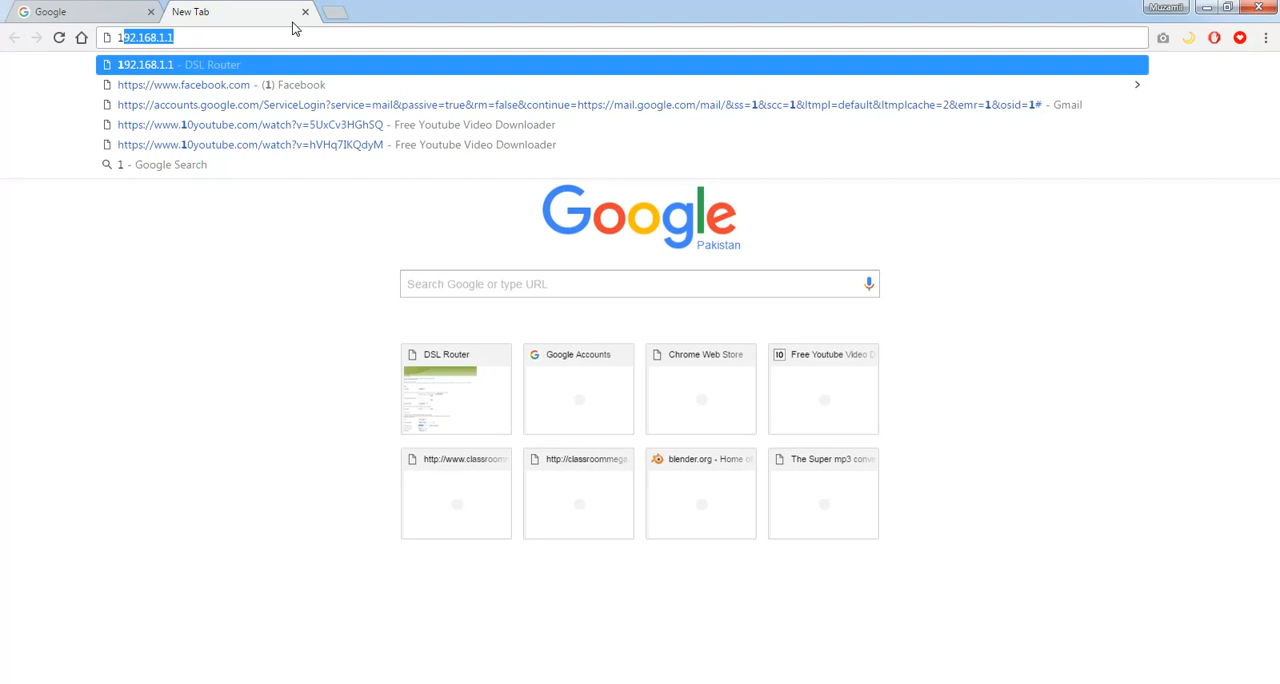 Google
New Tab
Muzamil
192.168.1.1
192.168.1.1 - DSL Router
https://www.facebook.com - (1) Facebook
https://accounts.google.com/ServiceLogin?service=mail&passive=true&rm=false&continue=https://mail.google.com/mail/&ss=1&scc=1&ltmpl=default&ltmplcache=2&emr=1&osid=1# - Gmail
https://www.10youtube.com/watch?v=5UxCv3HGhSQ - Free Youtube Video Downloader
https://www.10youtube.com/watch?v=hVHq7IKQdyM - Free Youtube Video Downloader
1 - Google Search
Google
Pakistan
Search Google or type URL
DSL Router
Google Accounts
Chrome Web Store
10 Free Youtube Video D
http://www.classroom
http://classroommega.
blender.org - Home o
The Super mp3 conv